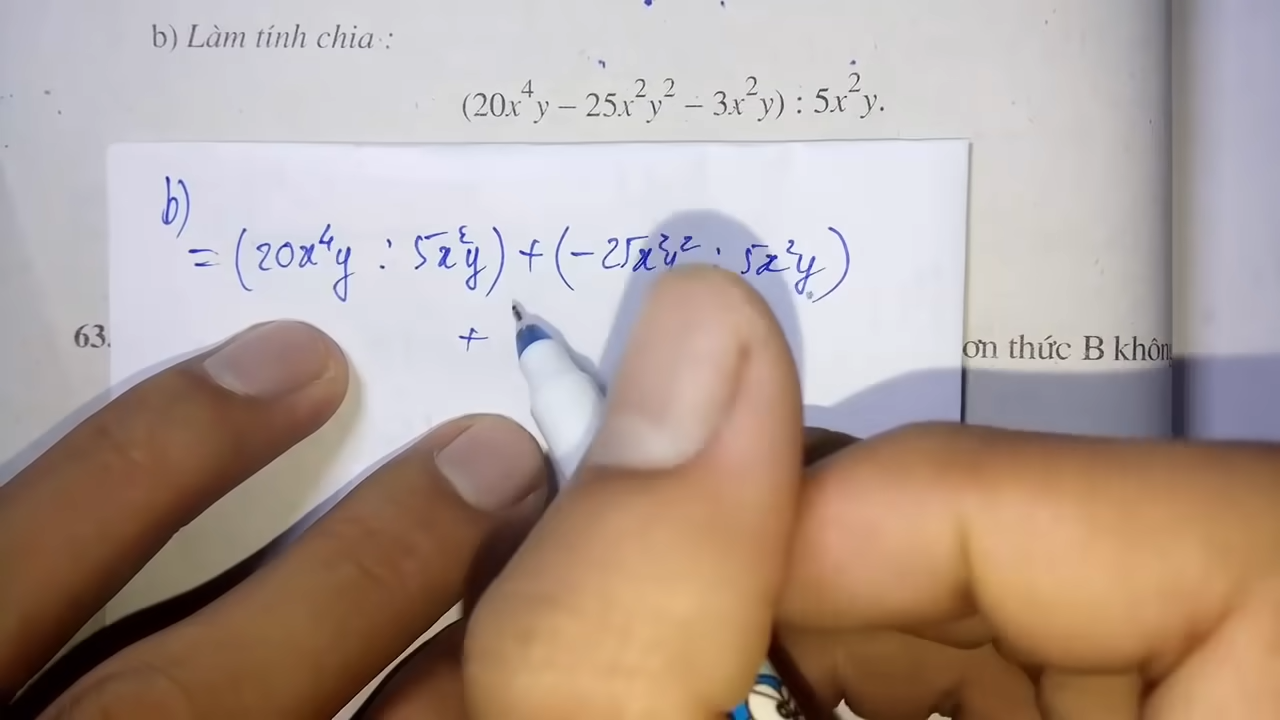 b) Làm tính chia :
(20x⁴y – 25x²y² – 3x²y) : 5x²y.
b)
= (20x⁴y : 5x²y) + (-25x²y² : 5x²y)
+
63.
ơn thức B khôn